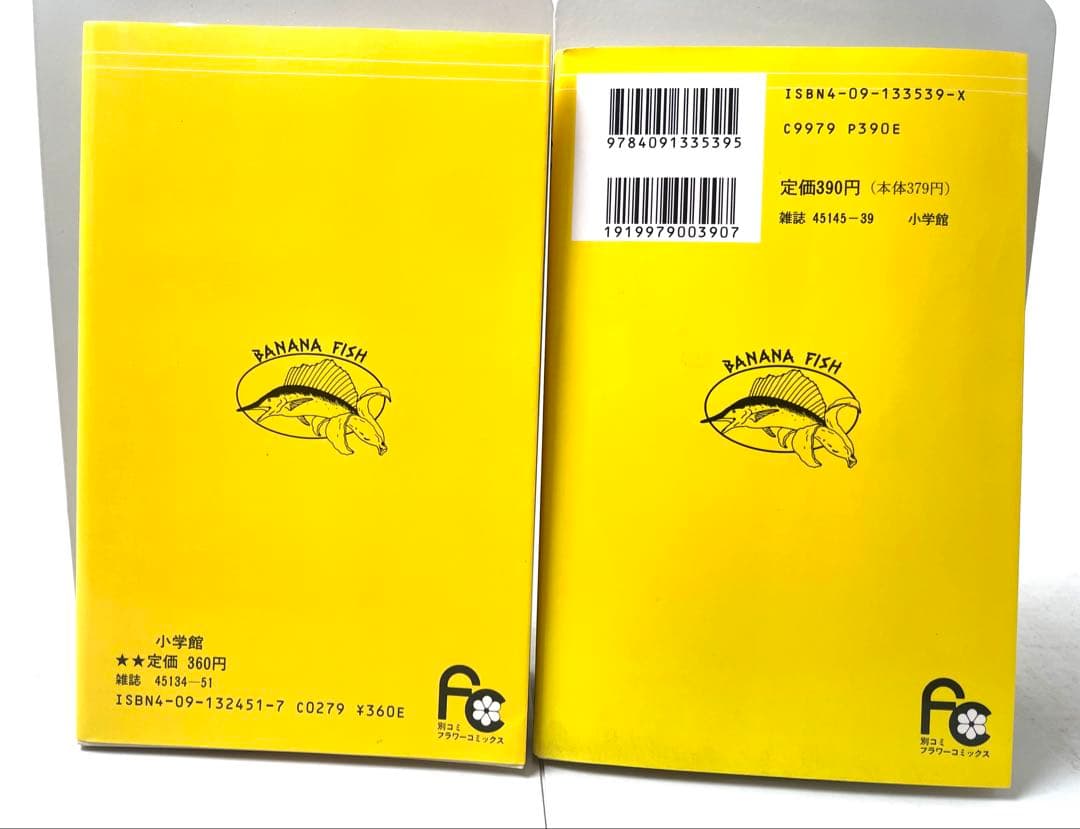 BANANA FISH
小学館
★★定価 360円
雑誌 45134-51
ISBN4-09-132451-7 C0279 ¥360E
FC
別コミ
フラワーコミックス
9784091335395
1919979003907
ISBN4-09-133539-X
C9979 P390E
定価390円（本体379円）
雑誌 45145-39 小学館
BANANA FISH
FC
別コミ
フラワーコミックス